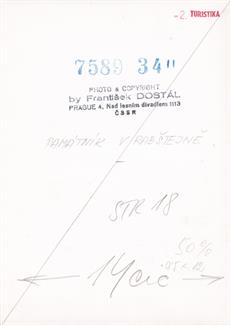 -2. TURISTIKA
7589 34
PHOTO & COPYRIGHT
by František DOSTÁL
PRAGUE 4, Nad lesním divadlem 1113
ČSSR
PAMÁTNÍK V RABŠTEJNĚ
STR 18
50%
14 cic